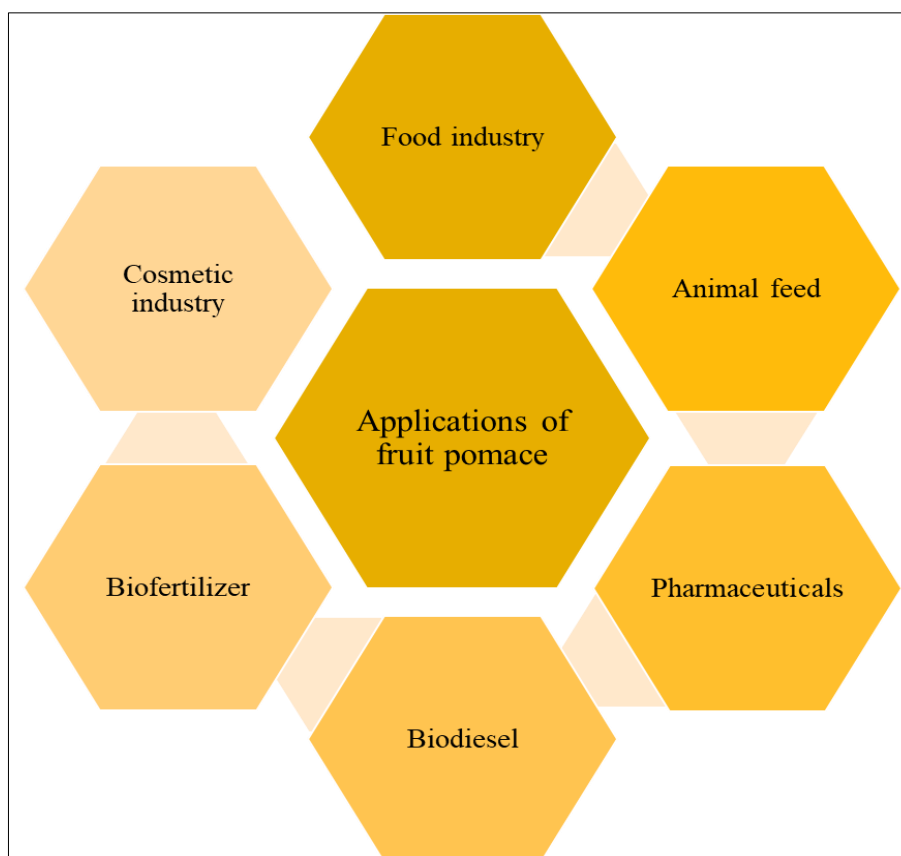 Food industry
Cosmetic
industry
Animal feed
Applications of
fruit pomace
Biofertilizer
Pharmaceuticals
Biodiesel